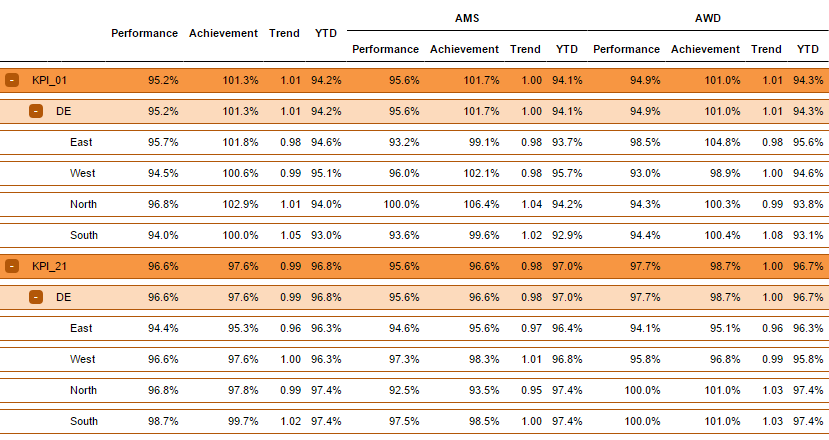 AMS AWD
Performance Achievement Trend YTD Performance Achievement Trend YTD Performance Achievement Trend YTD
- KPI_01 95.2% 101.3% 1.01 94.2% 95.6% 101.7% 1.00 94.1% 94.9% 101.0% 1.01 94.3%
- DE 95.2% 101.3% 1.01 94.2% 95.6% 101.7% 1.00 94.1% 94.9% 101.0% 1.01 94.3%
East 95.7% 101.8% 0.98 94.6% 93.2% 99.1% 0.98 93.7% 98.5% 104.8% 0.98 95.6%
West 94.5% 100.6% 0.99 95.1% 96.0% 102.1% 0.98 95.7% 93.0% 98.9% 1.00 94.6%
North 96.8% 102.9% 1.01 94.0% 100.0% 106.4% 1.04 94.2% 94.3% 100.3% 0.99 93.8%
South 94.0% 100.0% 1.05 93.0% 93.6% 99.6% 1.02 92.9% 94.4% 100.4% 1.08 93.1%
- KPI_21 96.6% 97.6% 0.99 96.8% 95.6% 96.6% 0.98 97.0% 97.7% 98.7% 1.00 96.7%
- DE 96.6% 97.6% 0.99 96.8% 95.6% 96.6% 0.98 97.0% 97.7% 98.7% 1.00 96.7%
East 94.4% 95.3% 0.96 96.3% 94.6% 95.6% 0.97 96.4% 94.1% 95.1% 0.96 96.3%
West 96.6% 97.6% 1.00 96.3% 97.3% 98.3% 1.01 96.8% 95.8% 96.8% 0.99 95.8%
North 96.8% 97.8% 0.99 97.4% 92.5% 93.5% 0.95 97.4% 100.0% 101.0% 1.03 97.4%
South 98.7% 99.7% 1.02 97.4% 97.5% 98.5% 1.00 97.4% 100.0% 101.0% 1.03 97.4%